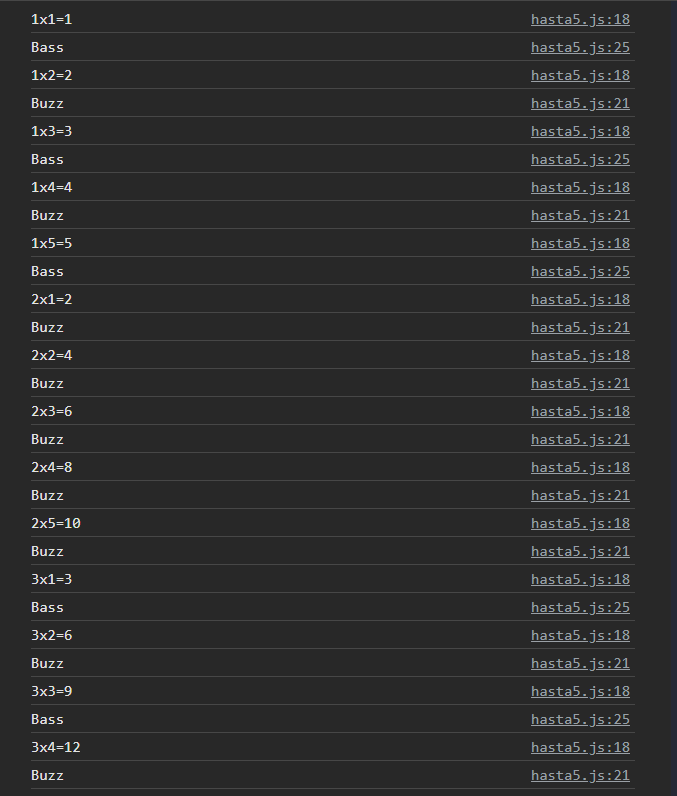 1x1=1 hasta5.js:18
Bass hasta5.js:25
1x2=2 hasta5.js:18
Buzz hasta5.js:21
1x3=3 hasta5.js:18
Bass hasta5.js:25
1x4=4 hasta5.js:18
Buzz hasta5.js:21
1x5=5 hasta5.js:18
Bass hasta5.js:25
2x1=2 hasta5.js:18
Buzz hasta5.js:21
2x2=4 hasta5.js:18
Buzz hasta5.js:21
2x3=6 hasta5.js:18
Buzz hasta5.js:21
2x4=8 hasta5.js:18
Buzz hasta5.js:21
2x5=10 hasta5.js:18
Buzz hasta5.js:21
3x1=3 hasta5.js:18
Bass hasta5.js:25
3x2=6 hasta5.js:18
Buzz hasta5.js:21
3x3=9 hasta5.js:18
Bass hasta5.js:25
3x4=12 hasta5.js:18
Buzz hasta5.js:21